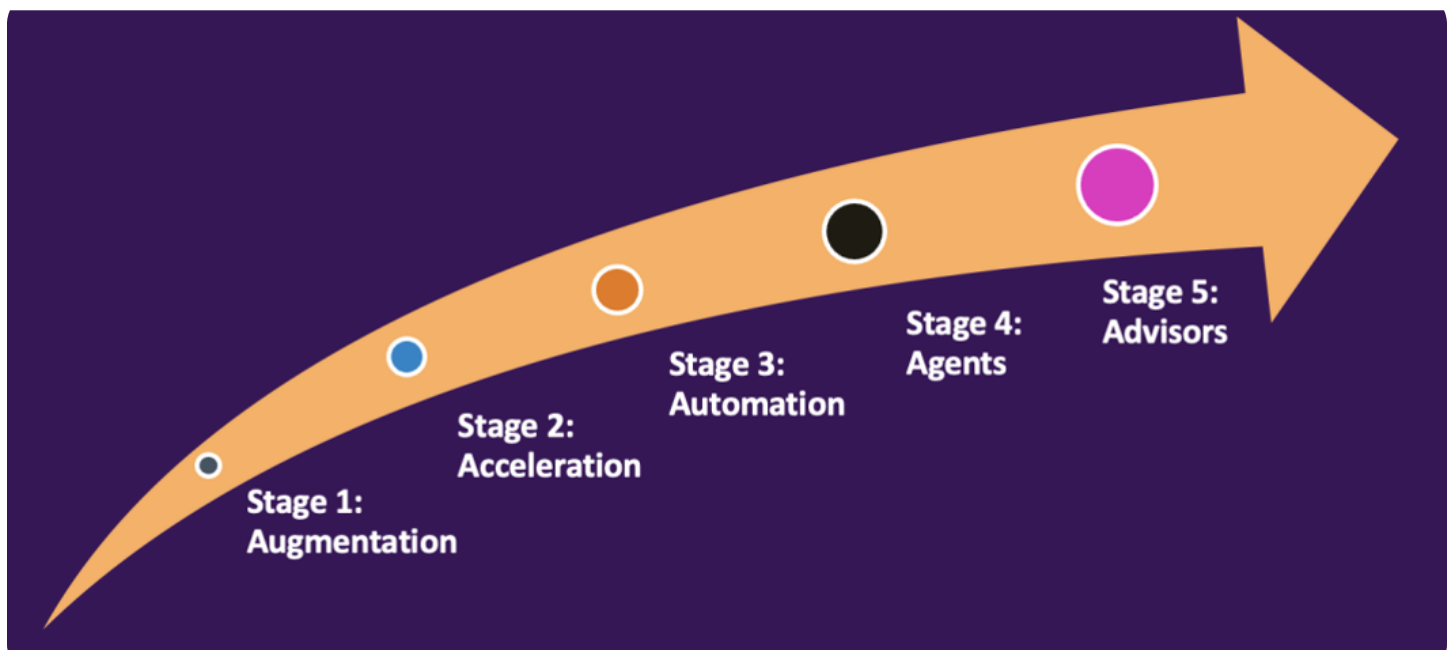 Stage 1:
Augmentation
Stage 2:
Acceleration
Stage 3:
Automation
Stage 4:
Agents
Stage 5:
Advisors